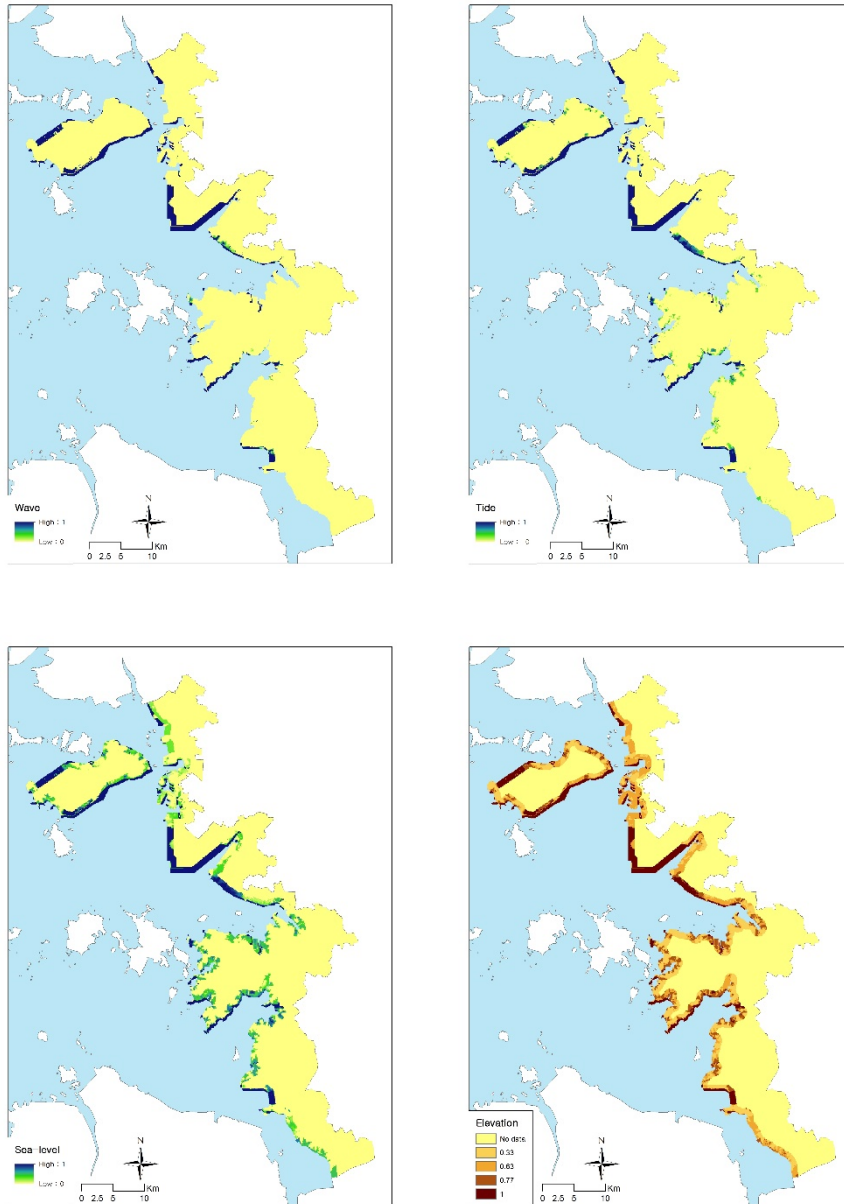 Wave
High : 1
Low : 0
N
Km
0 2.5 5 10
Tide
High : 1
Low : 0
N
Km
0 2.5 5 10
Sea level
High : 1
Low : 0
N
Km
0 2.5 5 10
Elevation
No data
0.33
0.63
0.77
1
N
Km
0 2.5 5 10